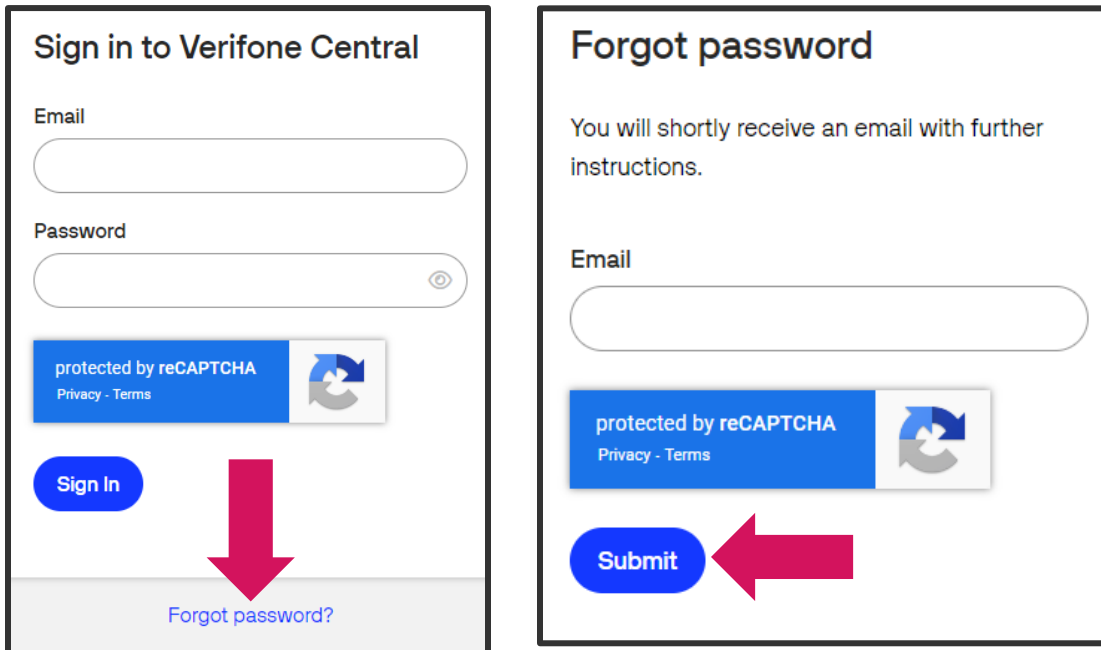 Sign in to Verifone Central
Email
Password
protected by reCAPTCHA
Privacy - Terms
Sign In
Forgot password?
Forgot password
You will shortly receive an email with further
instructions.
Email
protected by reCAPTCHA
Privacy - Terms
Submit